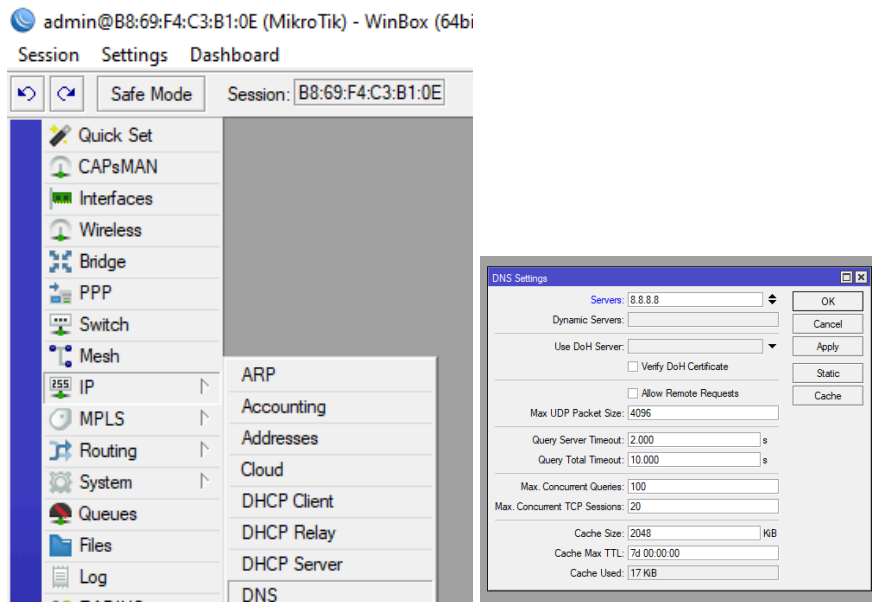 admin@B8:69:F4:C3:B1:0E (MikroTik) - WinBox (64bi
Session Settings Dashboard
Safe Mode Session: B8:69:F4:C3:B1:0E
Quick Set
CAPsMAN
Interfaces
Wireless
Bridge
PPP
Switch
Mesh
255 IP
MPLS
Routing
System
Queues
Files
Log
ARP
Accounting
Addresses
Cloud
DHCP Client
DHCP Relay
DHCP Server
DNS
DNS Settings
Servers: 8.8.8.8
Dynamic Servers:
Use DoH Server:
Verify DoH Certificate
Allow Remote Requests
Max UDP Packet Size: 4096
Query Server Timeout: 2.000 s
Query Total Timeout: 10.000 s
Max. Concurrent Queries: 100
Max. Concurrent TCP Sessions: 20
Cache Size: 2048 KiB
Cache Max TTL: 7d 00:00:00
Cache Used: 17 KiB
OK
Cancel
Apply
Static
Cache